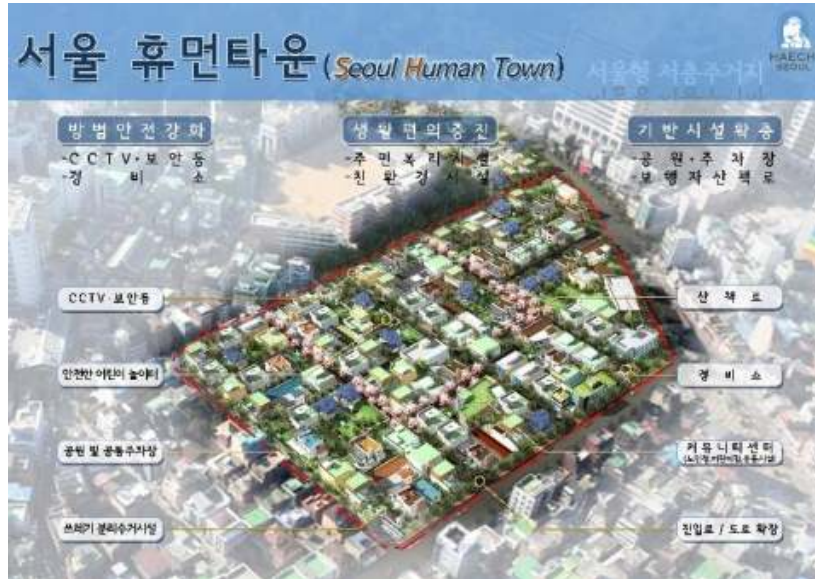 서울 휴먼타운(Seoul Human Town)
서울형 저층주거지
HAECHI
SEOUL
방범안전강화
-CCTV·보안등
-경비소
생활편의증진
-주민복리시설
-친환경시설
기반시설확충
-공원·주차장
-보행자산책로
CCTV·보안등
안전한 어린이 놀이터
공원 및 공동주차장
쓰레기 분리수거시설
산책로
경비소
커뮤니티센터
진입로 / 도로 확장